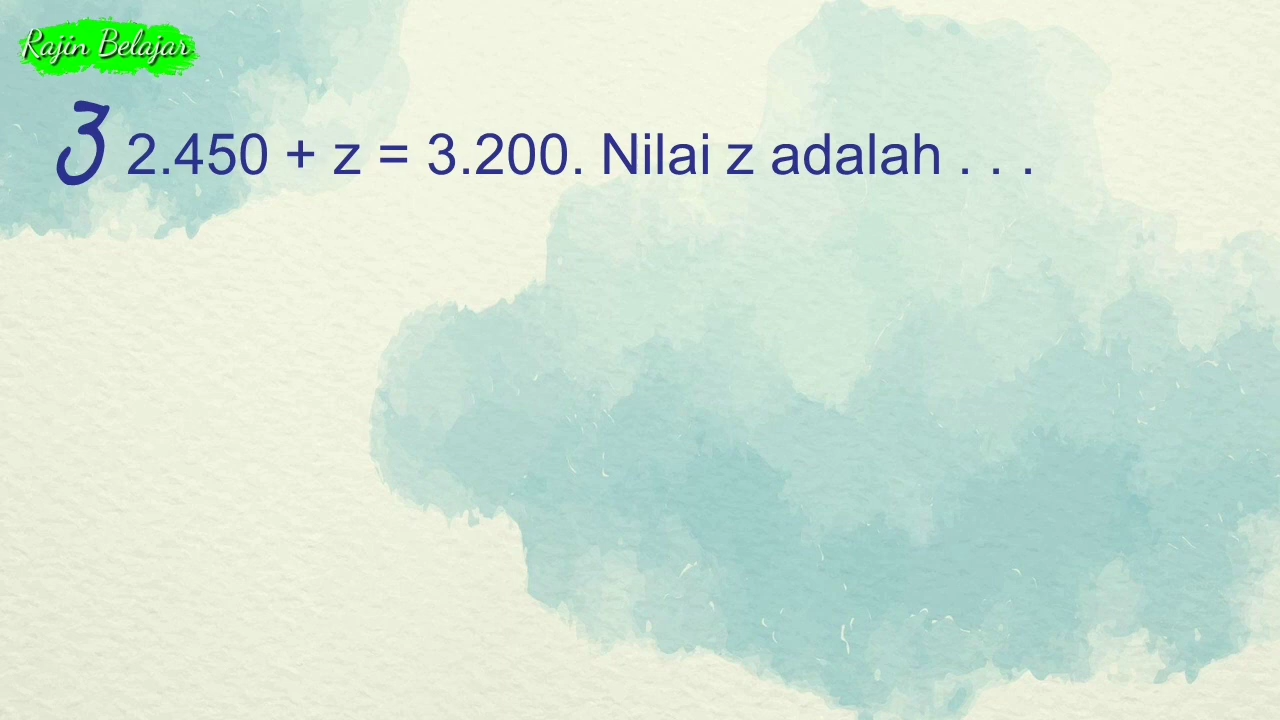 Rajin Belajar
3 2.450 + z = 3.200. Nilai z adalah . . .